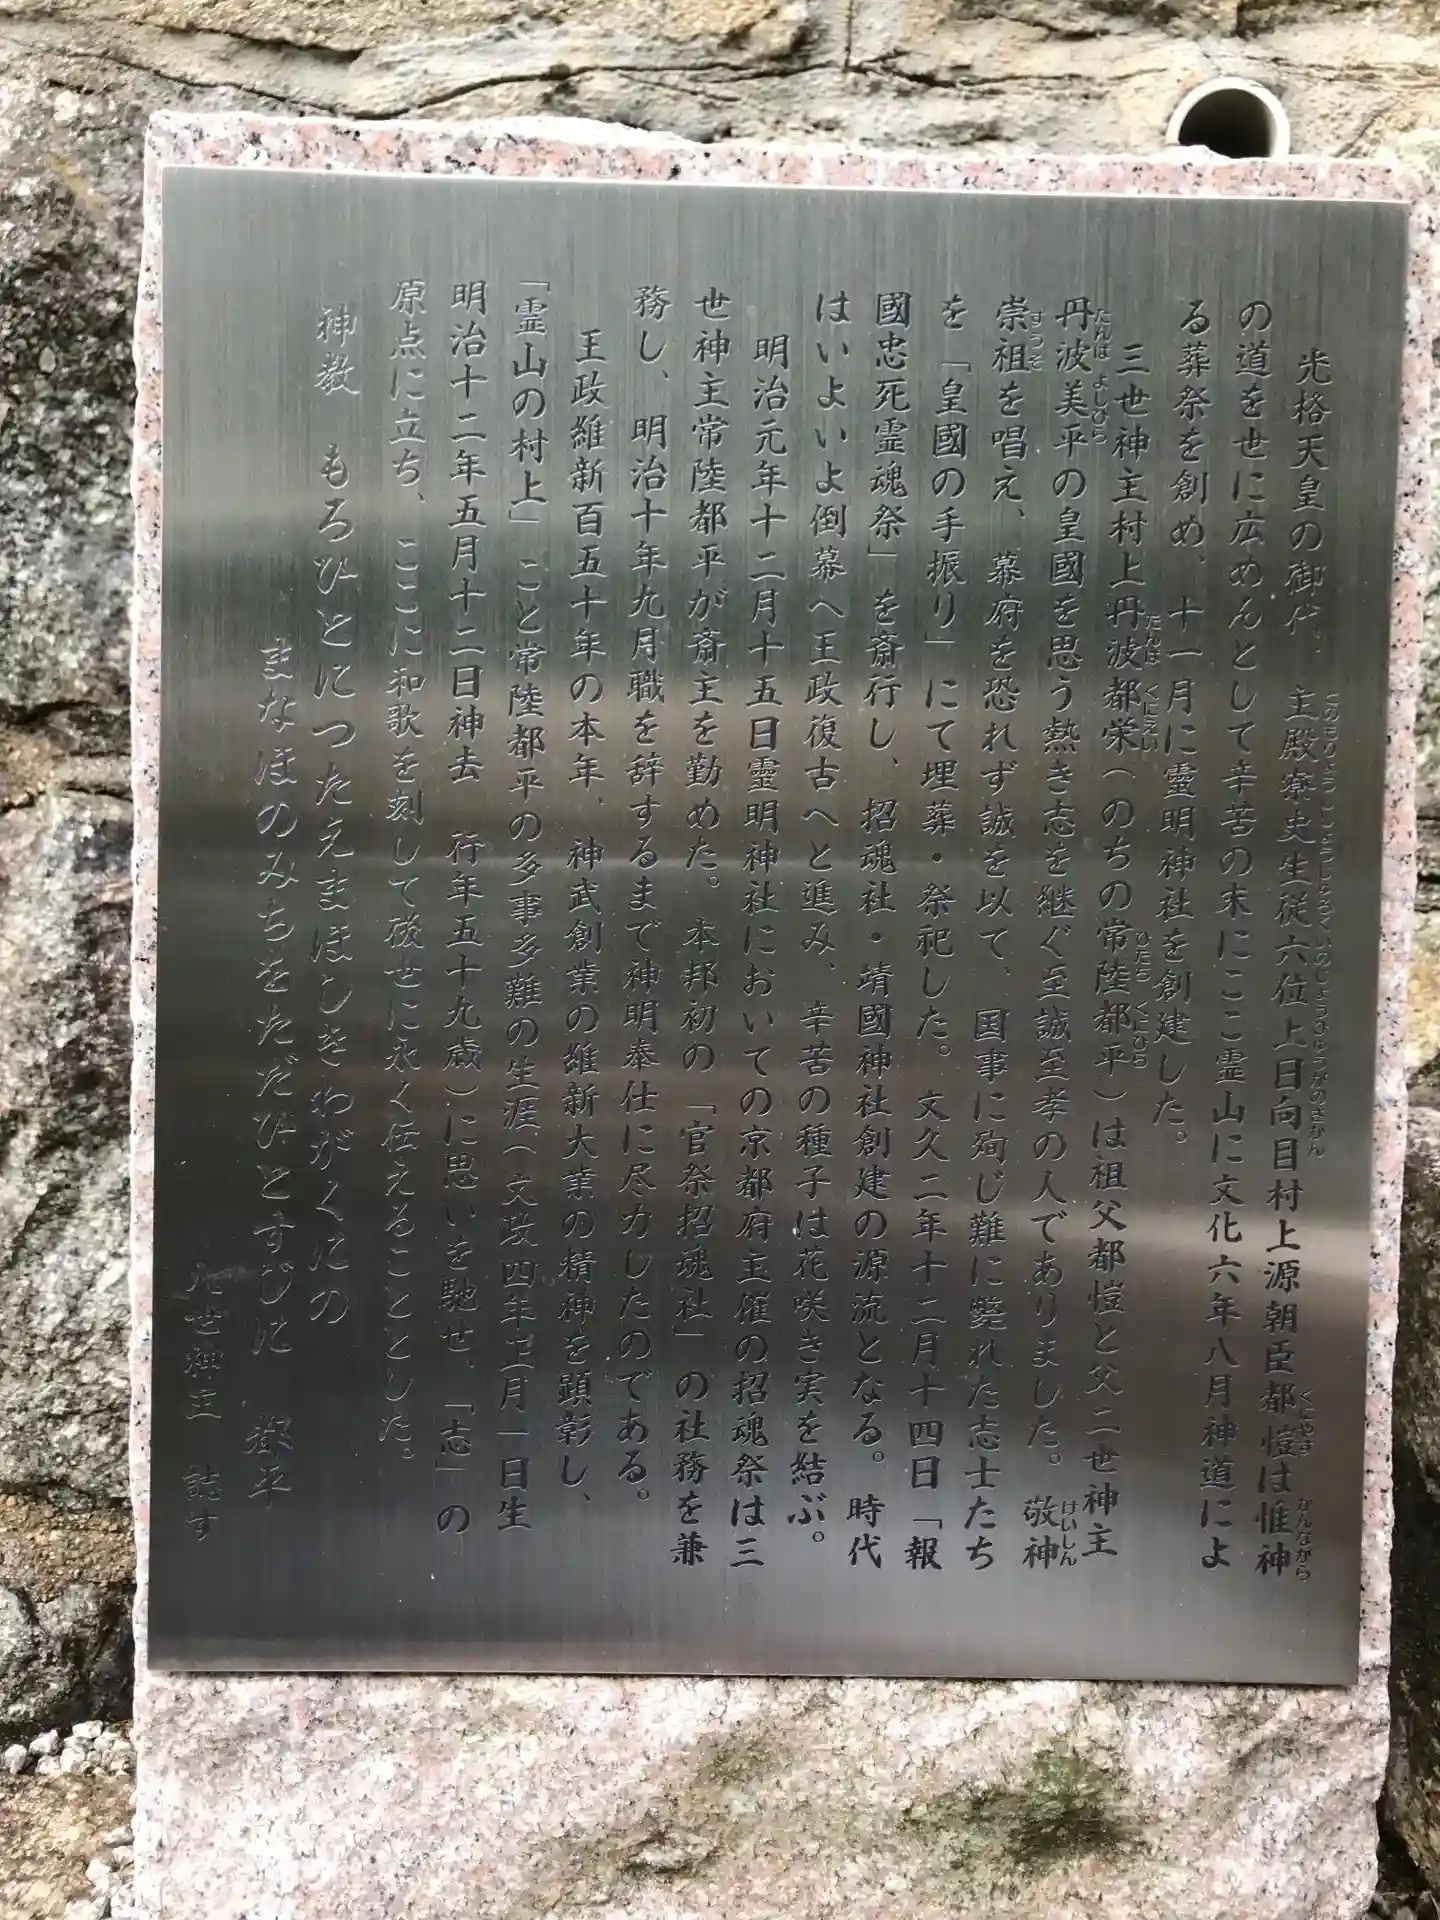 光格天皇の御代、主殿寮史生従六位上日向目村上源朝臣都愷は惟神
の道を世に広めんとして辛苦の末にここ霊山に文化六年八月神道によ
る葬祭を創め、十一月に靈明神社を創建した。
三世神主村上丹波都栄(のちの常陸都平)は祖父都愷と父二世神主
丹波美平の皇國を思う熱き志を継ぐ至誠至孝の人でありました。敬神
崇祖を唱え、幕府を恐れず誠を以て、国事に殉じ難に斃れた志士たち
を「皇國の手振り」にて埋葬・祭祀した。文久二年十二月十四日「報
國忠死霊魂祭」を斎行し、招魂社・靖國神社創建の源流となる。時代
はいよいよ倒幕へ王政復古へと進み、辛苦の種子は花咲き実を結ぶ。
明治元年十二月十五日靈明神社においての京都府主催の招魂祭は三
世神主常陸都平が斎主を勤めた。本邦初の「官祭招魂社」の社務を兼
務し、明治十年九月職を辞するまで神明奉仕に尽力したのである。
王政維新百五十年の本年、神武創業の維新大業の精神を顕彰し、
「霊山の村上」こと常陸都平の多事多難の生涯(文政四年正月一日生
明治十二年五月十二日神去 行年五十九歳)に思いを馳せ、「志」の
原点に立ち、ここに和歌を刻して後世に永く伝えることとした。
神教 もろひとにつたえまほしきわがくにの
まなほのみちをただひとすじに 都平
八世神主 誌す